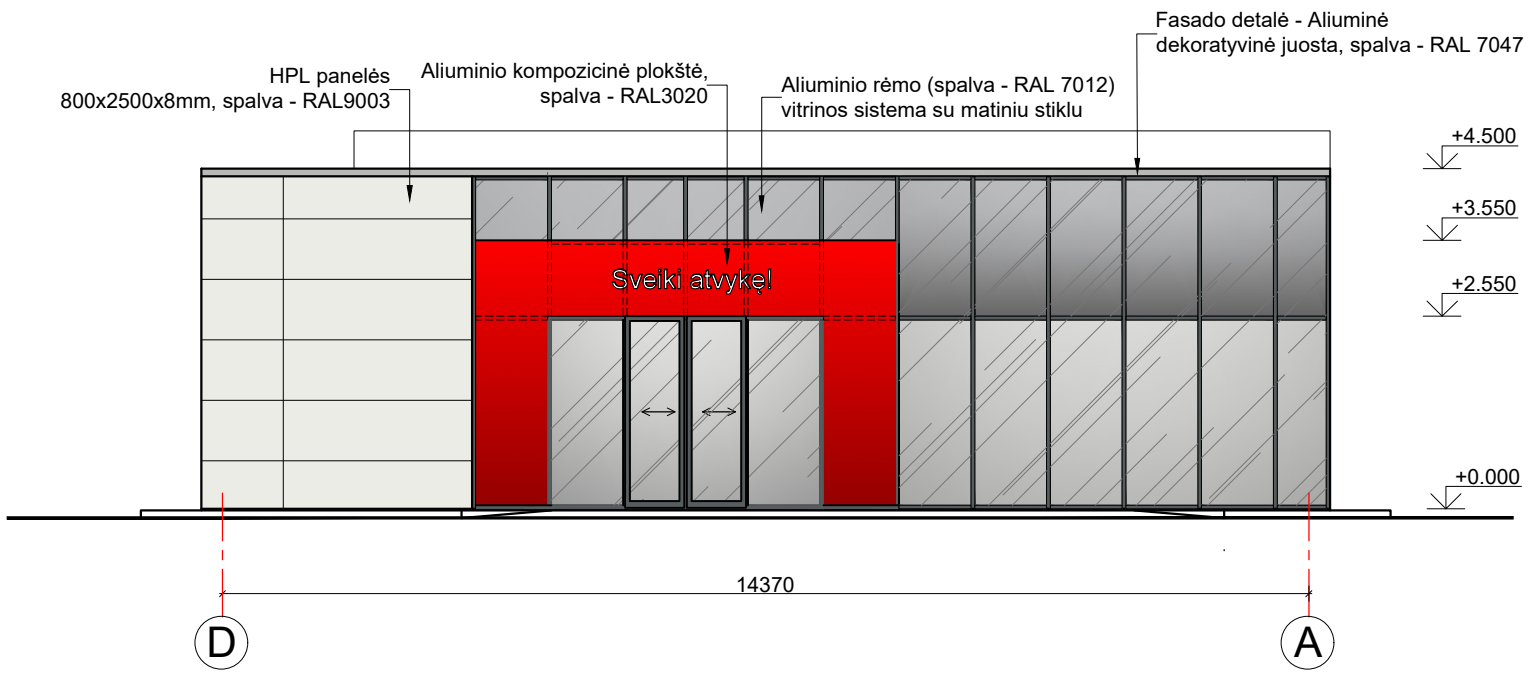 Fasado detalė - Aliuminė
dekoratyvinė juosta, spalva - RAL 7047
HPL panelės
800x2500x8mm, spalva - RAL9003
Aliuminio kompozicinė plokštė,
spalva - RAL3020
Aliuminio rėmo (spalva - RAL 7012)
vitrinos sistema su matiniu stiklu
+4.500
+3.550
+2.550
+0.000
Sveiki atvykę!
14370
D
A